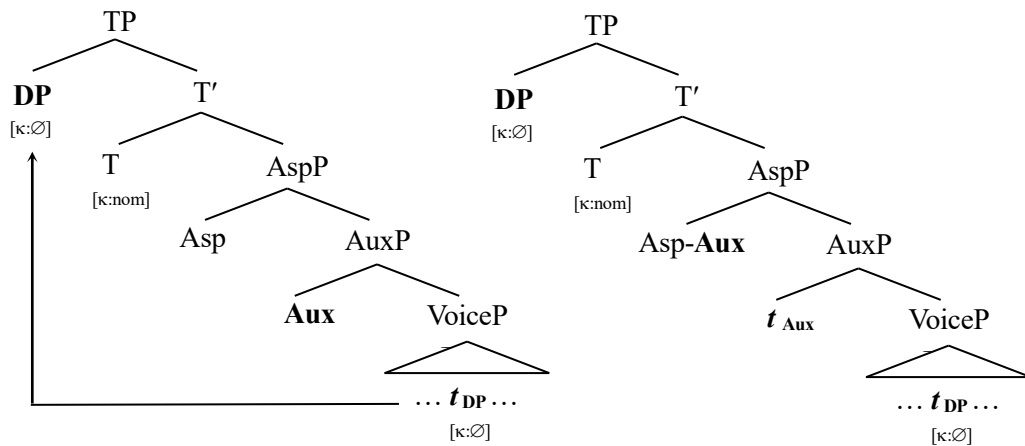 TP
DP
[κ:∅]
T′
T
[κ:nom]
AspP
Asp
AuxP
Aux
VoiceP
… t DP …
[κ:∅]
TP
DP
[κ:∅]
T′
T
[κ:nom]
AspP
Asp-Aux
AuxP
t Aux
VoiceP
… t DP …
[κ:∅]